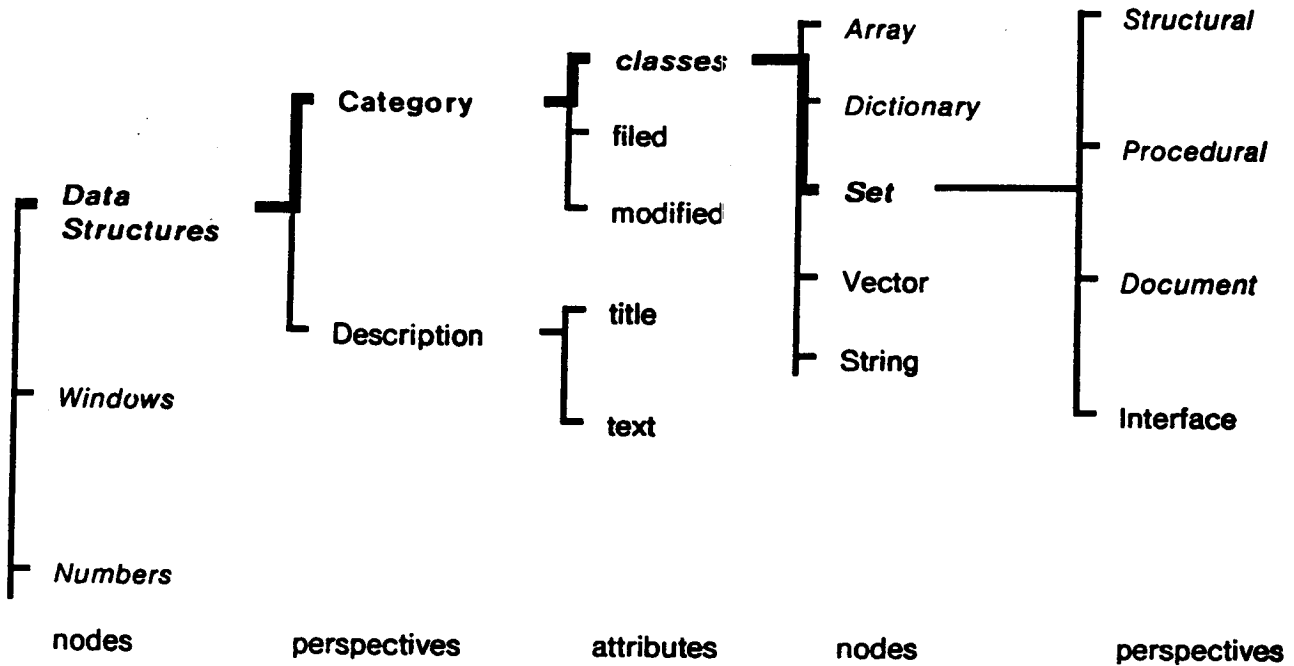 Data
Structures
Windows
Numbers
nodes
Category
Description
perspectives
classes
filed
modified
title
text
attributes
Array
Dictionary
Set
Vector
String
nodes
Structural
Procedural
Document
Interface
perspectives